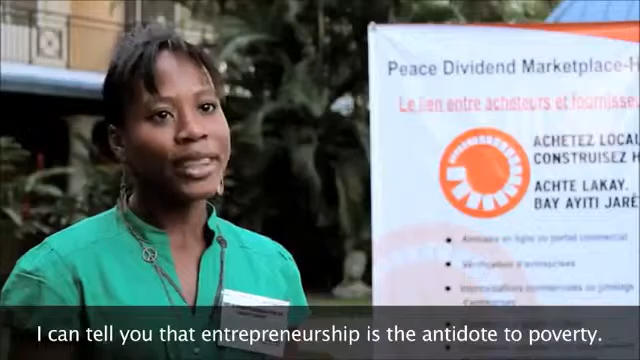 Peace Dividend Marketplace-H
Le lien entre acheteurs et fournisse
ACHETEZ LOCAL
CONSTRUISEZ H
ACHTE LAKAY.
BAY AYITI JARÈ
Vérification d'entreprises
I can tell you that entrepreneurship is the antidote to poverty.